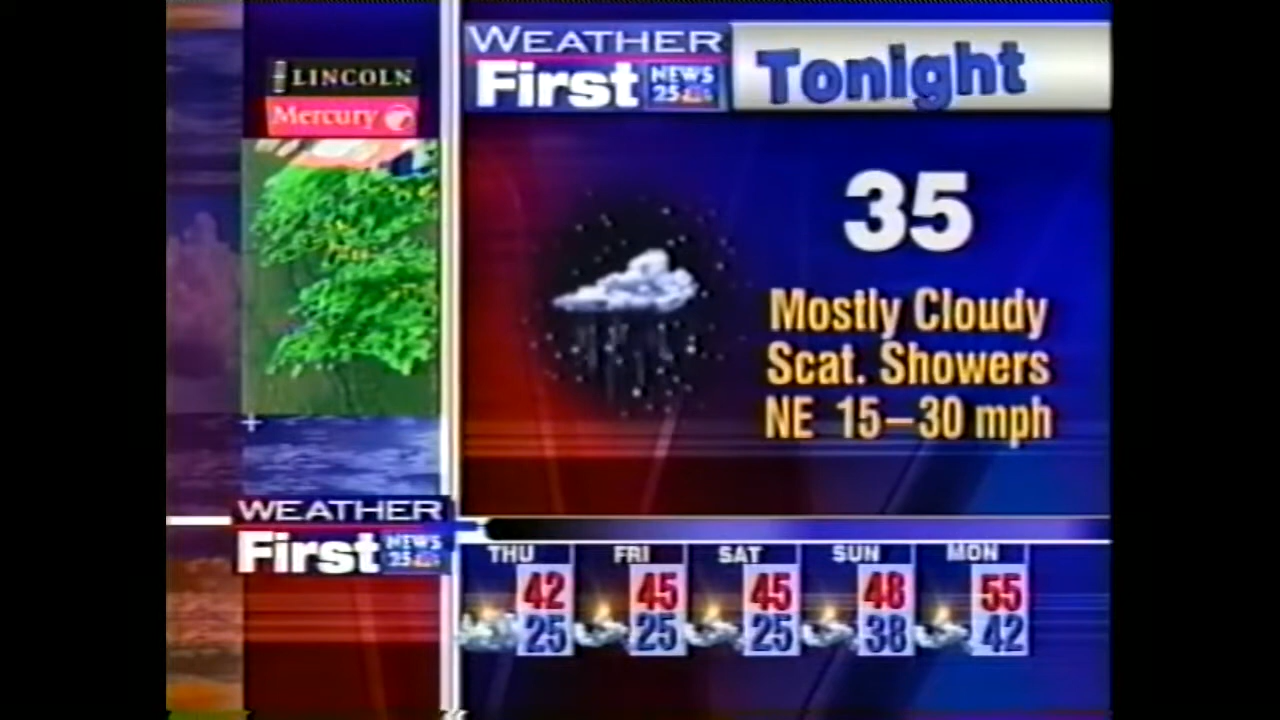 LINCOLN
Mercury
WEATHER
First NEWS 25
Tonight
35
Mostly Cloudy
Scat. Showers
NE 15–30 mph
WEATHER
First NEWS 25
THU FRI SAT SUN MON
42 45 45 48 55
25 25 25 38 42